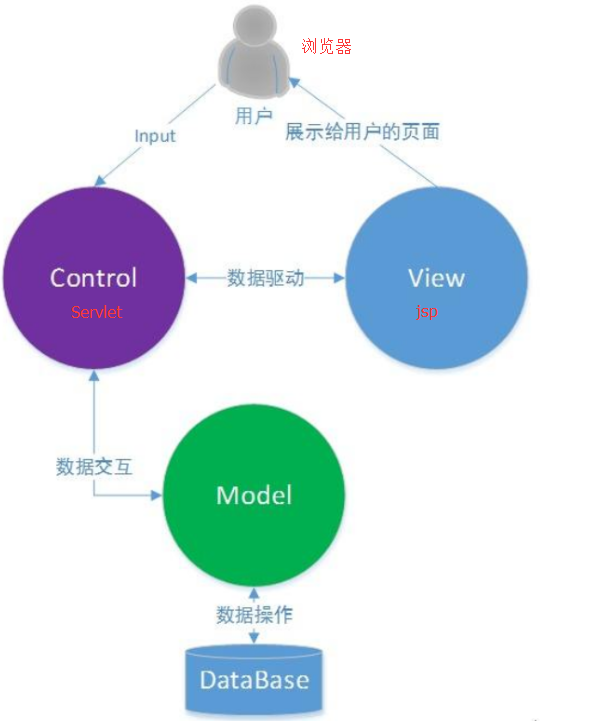 浏览器
用户
Input
展示给用户的页面
Control
Servlet
数据驱动
View
jsp
数据交互
Model
数据操作
DataBase